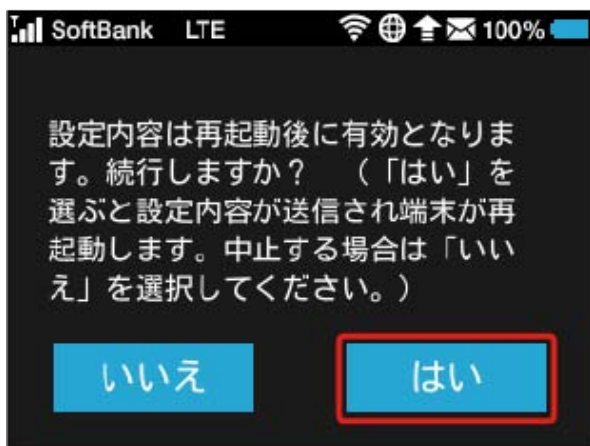 SoftBank LTE 100%
設定内容は再起動後に有効となりま
す。続行しますか？　（「はい」を
選ぶと設定内容が送信され端末が再
起動します。中止する場合は「いい
え」を選択してください。）
いいえ はい